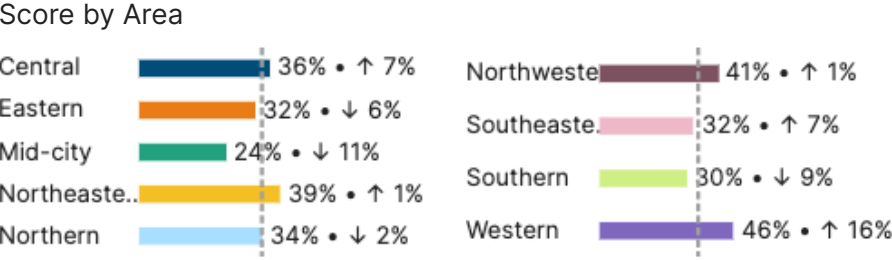 Score by Area
Central 36% • ↑ 7%
Eastern 32% • ↓ 6%
Mid-city 24% • ↓ 11%
Northeaste.. 39% • ↑ 1%
Northern 34% • ↓ 2%
Northweste 41% • ↑ 1%
Southeaste. 32% • ↑ 7%
Southern 30% • ↓ 9%
Western 46% • ↑ 16%